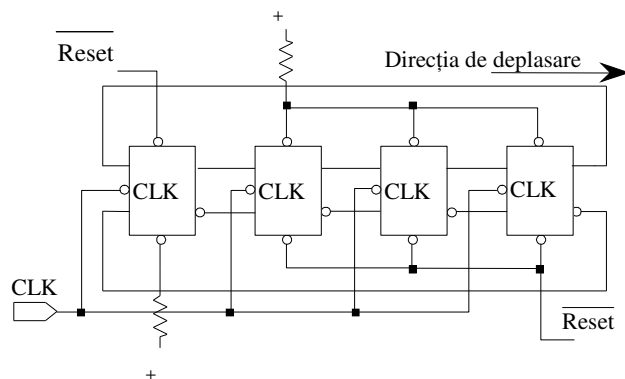 +
Reset
Direcția de deplasare
CLK CLK CLK CLK
CLK
Reset
+